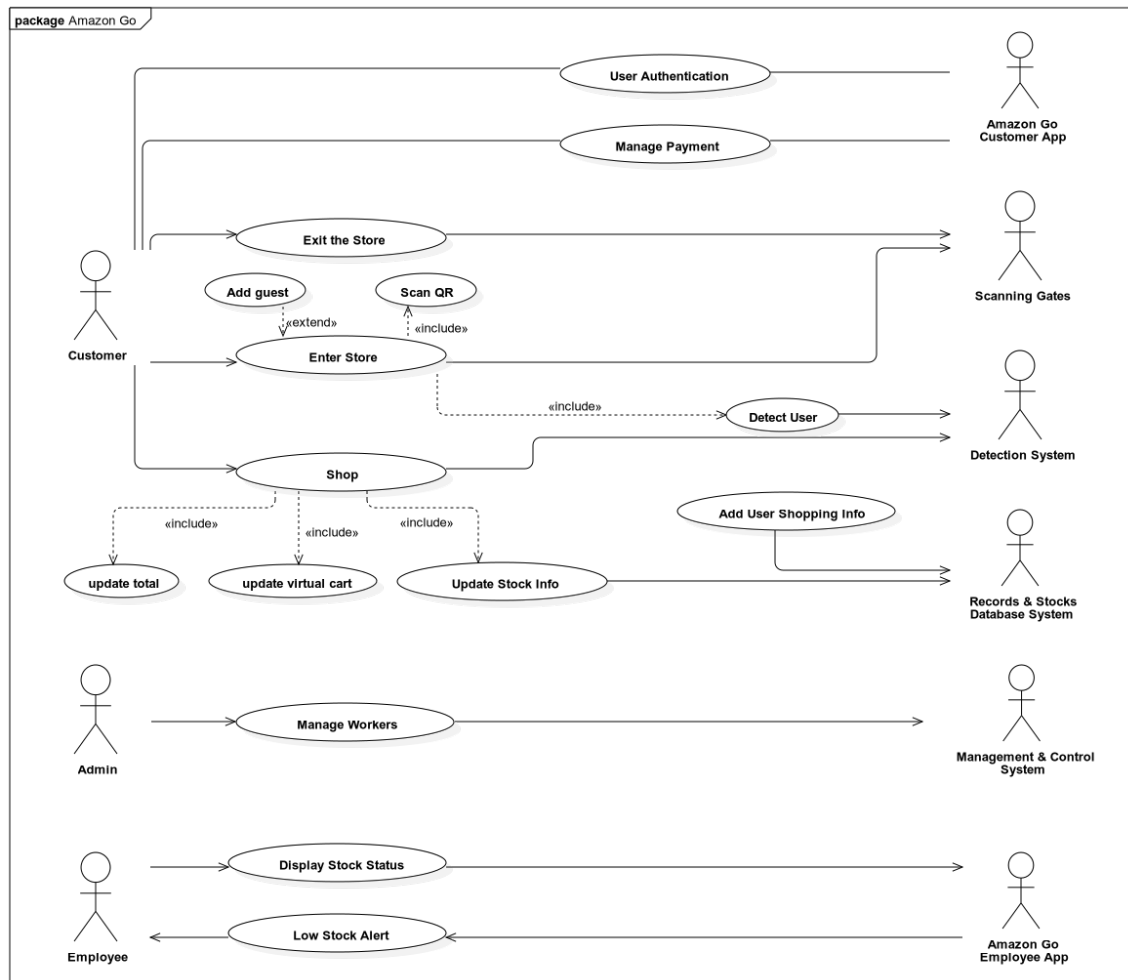 package Amazon Go
User Authentication
Amazon Go
Customer App
Manage Payment
Exit the Store
Scanning Gates
Add guest
Scan QR
«extend»
«include»
Customer
Enter Store
«include»
Detect User
Detection System
Shop
«include»
«include»
«include»
Add User Shopping Info
update total
update virtual cart
Update Stock Info
Records & Stocks
Database System
Manage Workers
Admin
Management & Control
System
Display Stock Status
Low Stock Alert
Employee
Amazon Go
Employee App